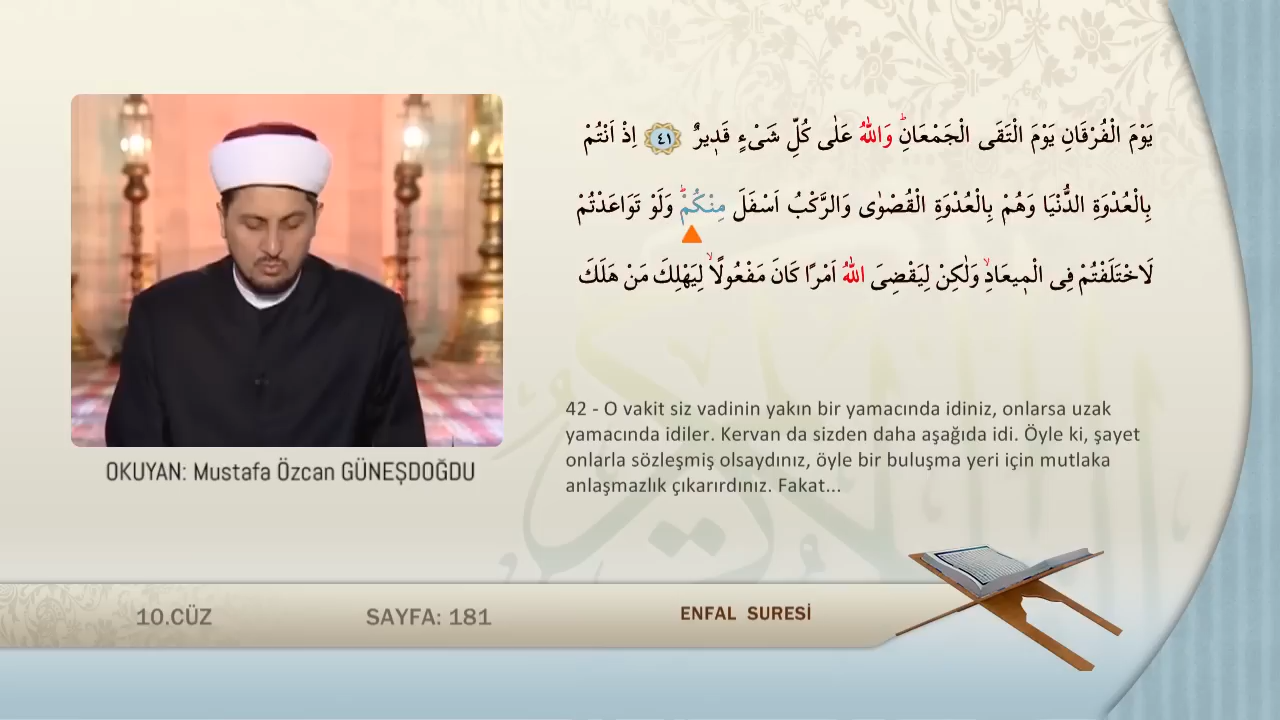 يَوْمَ الْفُرْقَانِ يَوْمَ الْتَقَى الْجَمْعَانِۜ وَاللّٰهُ عَلٰى كُلِّ شَىْءٍ قَد۪يرٌ ﴿٤١﴾ اِذْ اَنْتُمْ
بِالْعُدْوَةِ الدُّنْيَا وَهُمْ بِالْعُدْوَةِ الْقُصْوٰى وَالرَّكْبُ اَسْفَلَ مِنْكُمْۜ وَلَوْ تَوَاعَدْتُمْ
لَاخْتَلَفْتُمْ فِى الْم۪يعَادِۙ وَلٰكِنْ لِيَقْضِىَ اللّٰهُ اَمْرًا كَانَ مَفْعُولًاۙ لِيَهْلِكَ مَنْ هَلَكَ
42 - O vakit siz vadinin yakın bir yamacında idiniz, onlarsa uzak
yamacında idiler. Kervan da sizden daha aşağıda idi. Öyle ki, şayet
onlarla sözleşmiş olsaydınız, öyle bir buluşma yeri için mutlaka
anlaşmazlık çıkarırdınız. Fakat...
OKUYAN: Mustafa Özcan GÜNEŞDOĞDU
10.CÜZ
SAYFA: 181
ENFAL SURESİ